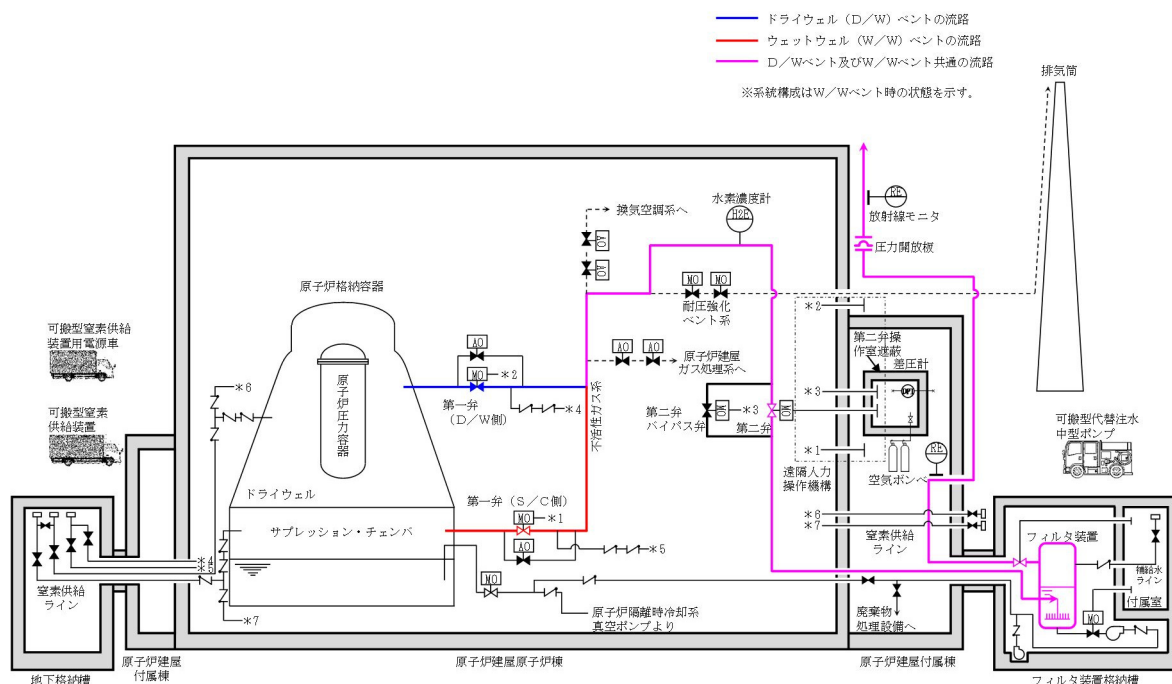 ドライウェル（D／W）ベントの流路
ウェットウェル（W／W）ベントの流路
D／Wベント及びW／Wベント共通の流路
※系統構成はW／Wベント時の状態を示す。
排気筒
水素濃度計
H2E
換気空調系へ
AO
AO
RE
放射線モニタ
圧力開放板
原子炉格納容器
原子炉圧力容器
MO
MO
耐圧強化
ベント系
＊2
第二弁操
作室遮蔽
差圧計
DPI
可搬型窒素供給
装置用電源車
可搬型窒素
供給装置
＊6
AO
MO
＊2
第一弁
（D／W側）
＊4
AO
AO
原子炉建屋
ガス処理系へ
不活性ガス系
第二弁
バイパス弁
MO
＊3
第二弁
MO
＊3
＊1
遠隔人力
操作機構
空気ボンベ
RE
可搬型代替注水
中型ポンプ
ドライウェル
サプレッション・チェンバ
第一弁（S／C側）
MO
＊1
AO
＊5
＊6
＊7
窒素供給
ライン
フィルタ装置
補給水
ライン
付属室
MO
窒素供給
ライン
＊4
＊5
＊7
MO
原子炉隔離時冷却系
真空ポンプより
廃棄物
処理設備へ
地下格納槽
原子炉建屋
付属棟
原子炉建屋原子炉棟
原子炉建屋付属棟
フィルタ装置格納槽